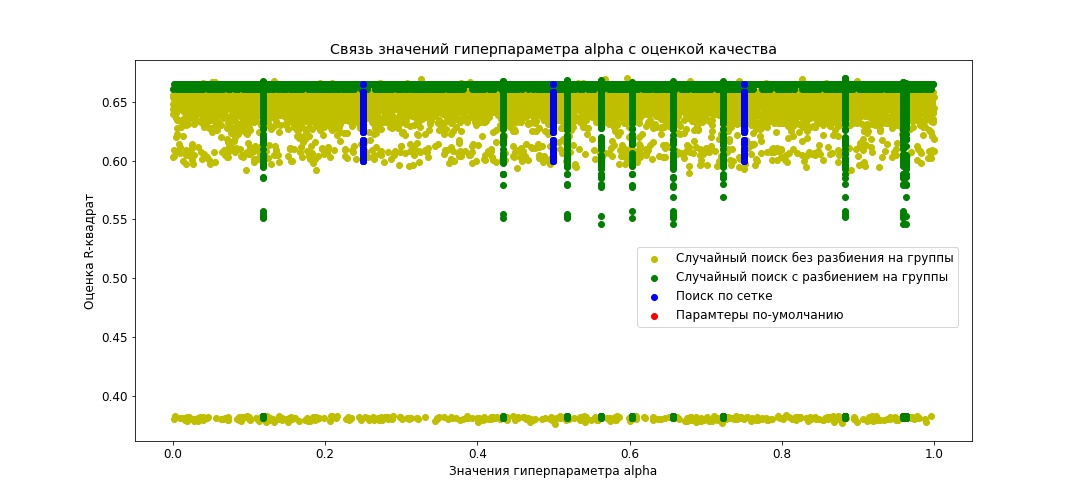 Связь значений гиперпараметра alpha с оценкой качества
0.65
0.60
0.55
0.50
0.45
0.40
Оценка R-квадрат
Случайный поиск без разбиения на группы
Случайный поиск с разбиением на группы
Поиск по сетке
Парамтеры по-умолчанию
0.0 0.2 0.4 0.6 0.8 1.0
Значения гиперпараметра alpha